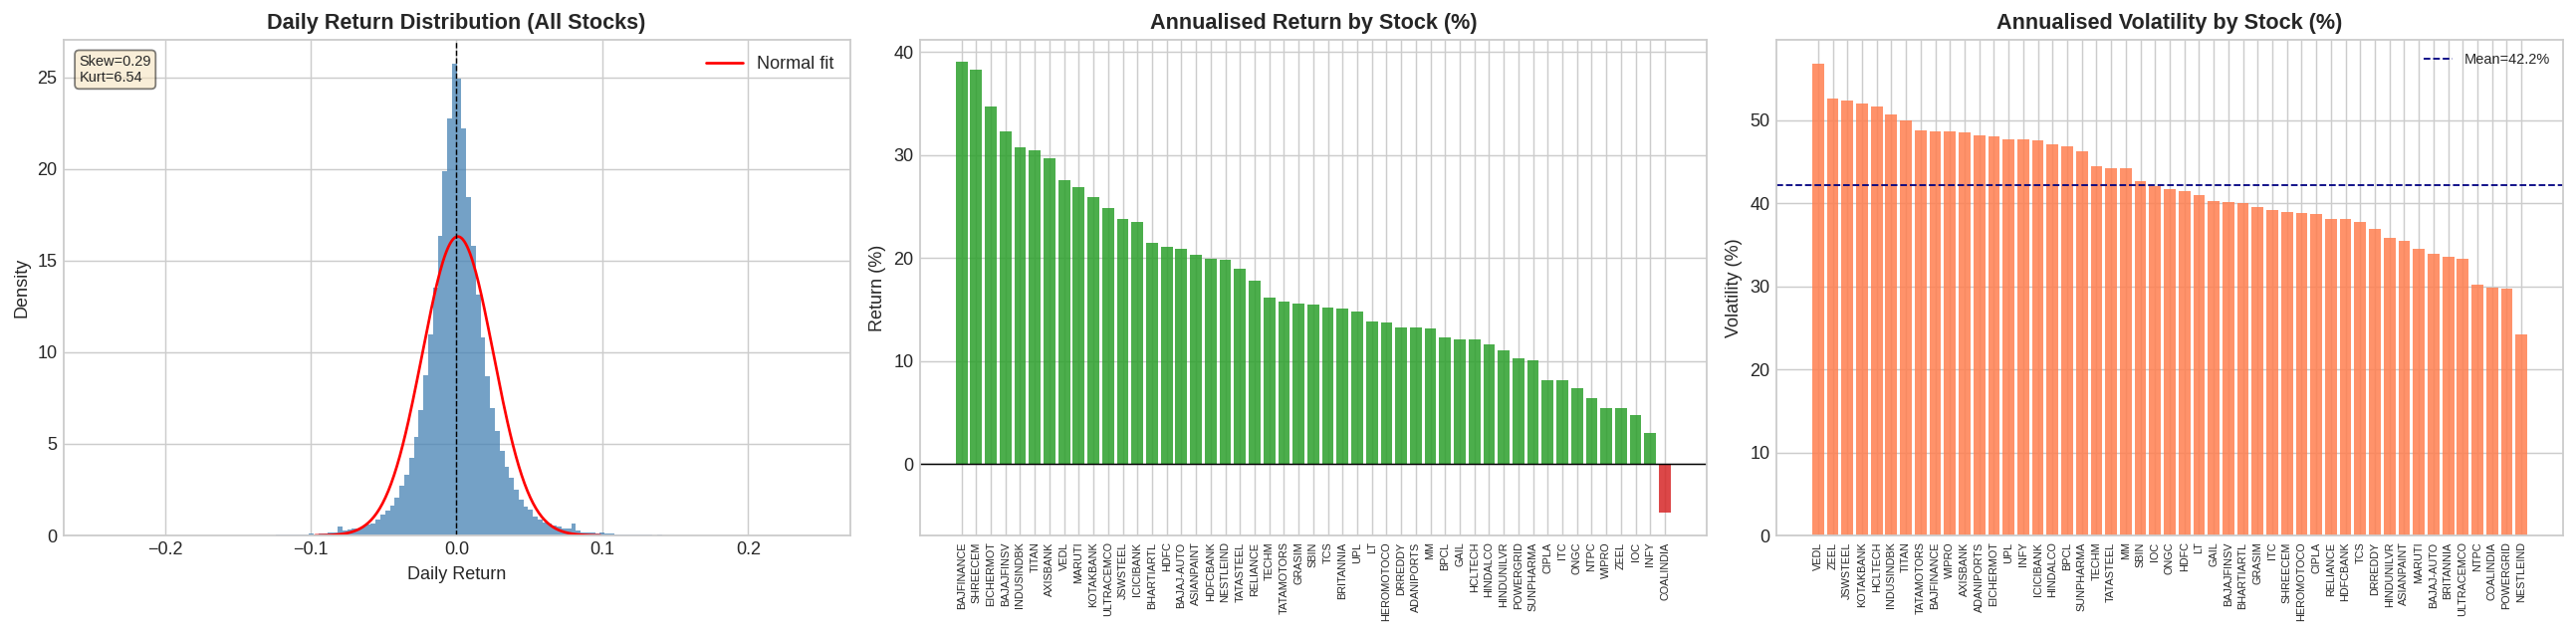 Daily Return Distribution (All Stocks)
Skew=0.29
Kurt=6.54
Normal fit
25
20
15
10
5
0
Density
−0.2
−0.1
0.0
0.1
0.2
Daily Return
Annualised Return by Stock (%)
40
30
20
10
0
Return (%)
BAJFINANCE
SHREECEM
EICHERMOT
BAJAJFINSV
INDUSINDBK
TITAN
AXISBANK
VEDL
MARUTI
KOTAKBANK
ULTRACEMCO
JSWSTEEL
ICICIBANK
BHARTIARTL
HDFC
BAJAJ-AUTO
ASIANPAINT
HDFCBANK
NESTLEIND
TATASTEEL
RELIANCE
TECHM
TATAMOTORS
GRASIM
SBIN
TCS
BRITANNIA
UPL
LT
HEROMOTOCO
DRREDDY
ADANIPORTS
MM
BPCL
GAIL
HCLTECH
HINDALCO
HINDUNILVR
POWERGRID
SUNPHARMA
CIPLA
ITC
ONGC
NTPC
WIPRO
ZEEL
IOC
INFY
COALINDIA
Annualised Volatility by Stock (%)
Mean=42.2%
50
40
30
20
10
0
Volatility (%)
VEDL
ZEEL
JSWSTEEL
KOTAKBANK
HCLTECH
INDUSINDBK
TITAN
TATAMOTORS
BAJFINANCE
WIPRO
AXISBANK
ADANIPORTS
EICHERMOT
UPL
INFY
ICICIBANK
HINDALCO
BPCL
SUNPHARMA
TECHM
TATASTEEL
MM
SBIN
IOC
ONGC
HDFC
LT
GAIL
BAJAJFINSV
BHARTIARTL
GRASIM
ITC
SHREECEM
HEROMOTOCO
CIPLA
RELIANCE
HDFCBANK
TCS
DRREDDY
HINDUNILVR
ASIANPAINT
MARUTI
BAJAJ-AUTO
BRITANNIA
ULTRACEMCO
NTPC
COALINDIA
POWERGRID
NESTLEIND